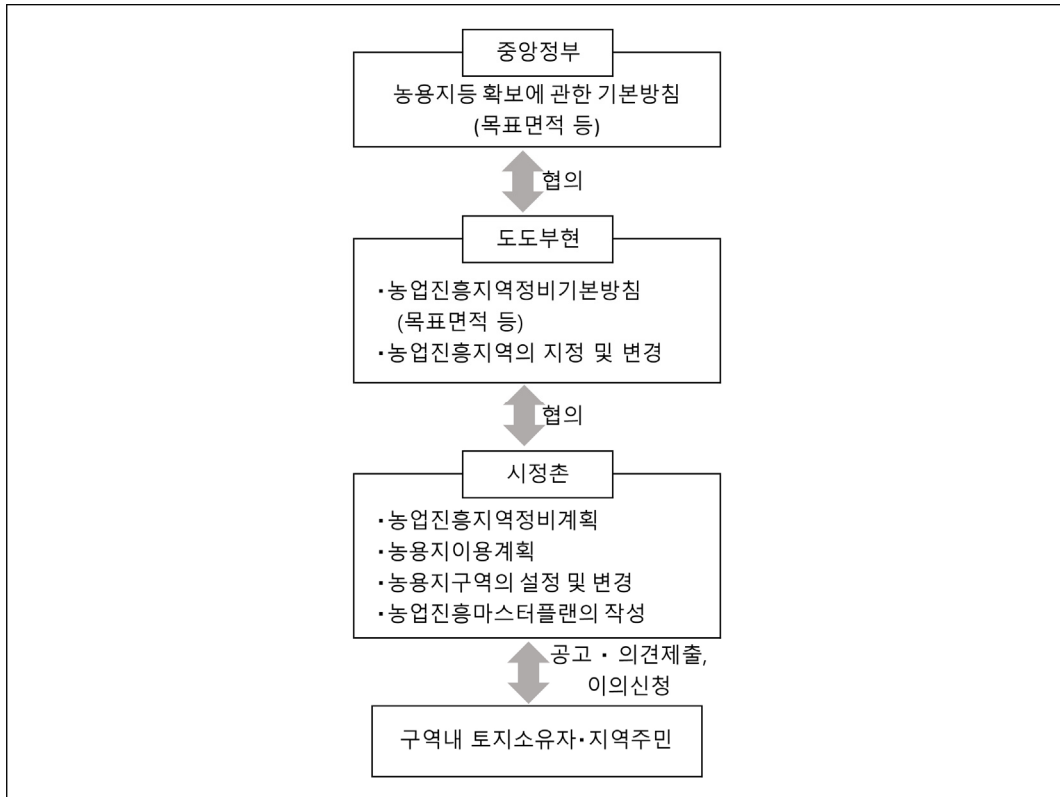 중앙정부
농용지등 확보에 관한 기본방침
(목표면적 등)
협의
도도부현
･농업진흥지역정비기본방침
(목표면적 등)
･농업진흥지역의 지정 및 변경
협의
시정촌
･농업진흥지역정비계획
･농용지이용계획
･농용지구역의 설정 및 변경
･농업진흥마스터플랜의 작성
공고 ･ 의견제출,
이의신청
구역내 토지소유자･지역주민